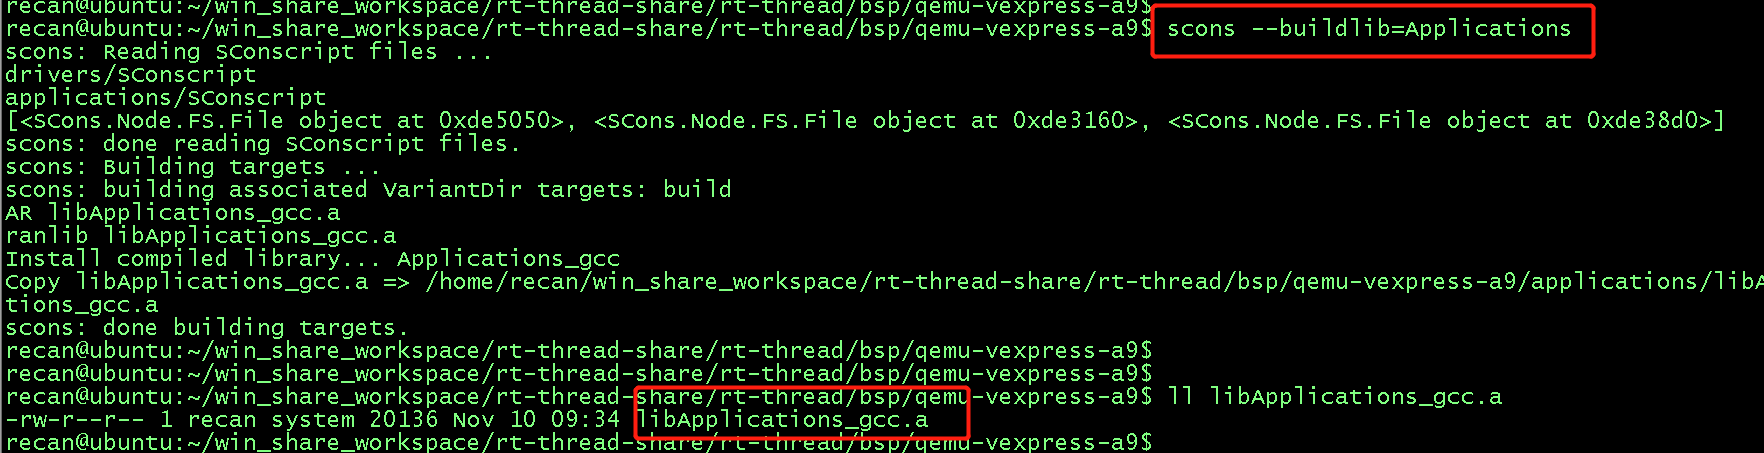 recan@ubuntu:~/win_share_workspace/rt-thread-share/rt-thread/bsp/qemu-vexpress-a9$
recan@ubuntu:~/win_share_workspace/rt-thread-share/rt-thread/bsp/qemu-vexpress-a9$ scons --buildlib=Applications
scons: Reading SConscript files ...
drivers/SConscript
applications/SConscript
[<SCons.Node.FS.File object at 0xde5050>, <SCons.Node.FS.File object at 0xde3160>, <SCons.Node.FS.File object at 0xde38d0>]
scons: done reading SConscript files.
scons: Building targets ...
scons: building associated VariantDir targets: build
AR libApplications_gcc.a
ranlib libApplications_gcc.a
Install compiled library... Applications_gcc
Copy libApplications_gcc.a => /home/recan/win_share_workspace/rt-thread-share/rt-thread/bsp/qemu-vexpress-a9/applications/libA
tions_gcc.a
scons: done building targets.
recan@ubuntu:~/win_share_workspace/rt-thread-share/rt-thread/bsp/qemu-vexpress-a9$
recan@ubuntu:~/win_share_workspace/rt-thread-share/rt-thread/bsp/qemu-vexpress-a9$
recan@ubuntu:~/win_share_workspace/rt-thread-share/rt-thread/bsp/qemu-vexpress-a9$ ll libApplications_gcc.a
-rw-r--r-- 1 recan system 20136 Nov 10 09:34 libApplications_gcc.a
recan@ubuntu:~/win_share_workspace/rt-thread-share/rt-thread/bsp/qemu-vexpress-a9$